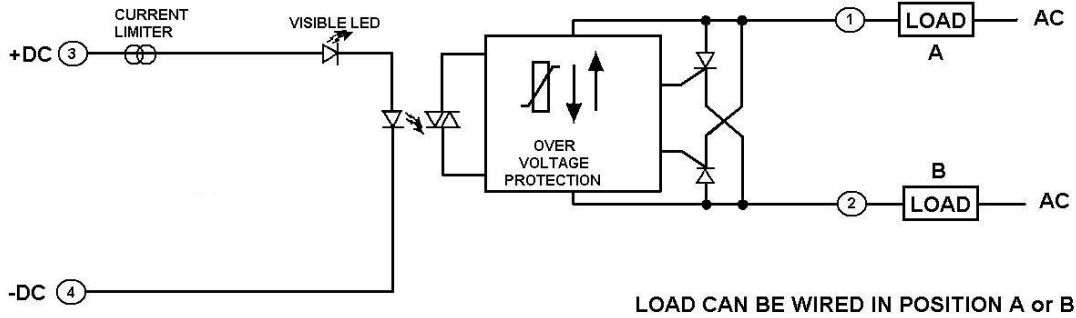 CURRENT
LIMITER
VISIBLE LED
+DC 3
1 LOAD AC
A
OVER
VOLTAGE
PROTECTION
B
2 LOAD AC
-DC 4
LOAD CAN BE WIRED IN POSITION A or B